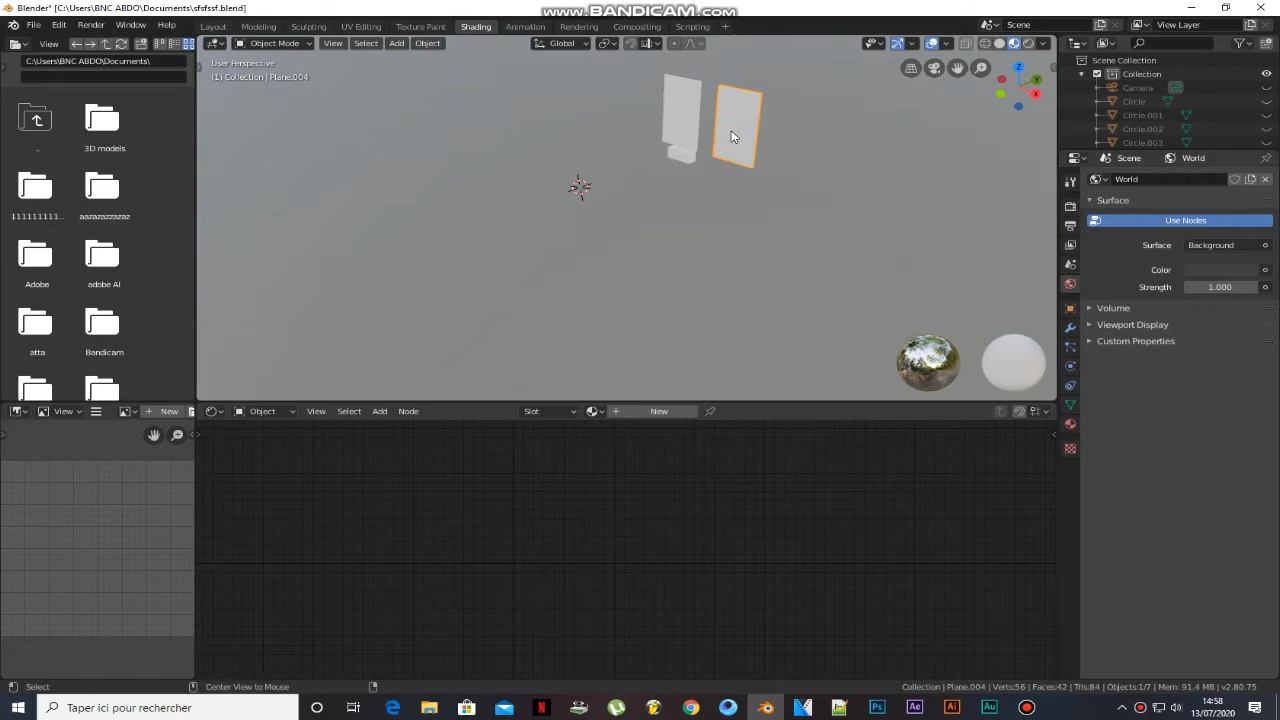 Blender* [C:\Users\BNC ABDO\Documents\sfsfssf.blend]
www.BANDICAM.com
File Edit Render Window Help
Layout Modeling Sculpting UV Editing Texture Paint Shading Animation Rendering Compositing Scripting +
Scene
View Layer
View
Object Mode View Select Add Object
Global
C:\Users\BNC ABDO\Documents\
User Perspective
(1) Collection | Plane.004
Scene Collection
Collection
Camera
Circle
Circle.001
Circle.002
Circle.003
Scene World
World
Surface
Use Nodes
Surface Background
Color
Strength 1.000
Volume
Viewport Display
Custom Properties
Z
Y
X
..
3D models
11111111..
aazazazzazaz
Adobe
adobe AI
atta
Bandicam
View + New
Object View Select Add Node
Slot
+ New
Select
Center View to Mouse
Collection | Plane.004 | Verts:56 | Faces:42 | Tris:84 | Objects:1/7 | Mem: 91.4 MB | v2.80.75
Taper ici pour rechercher
Ps
Ae
Ai
Au
14:58
13/07/2020